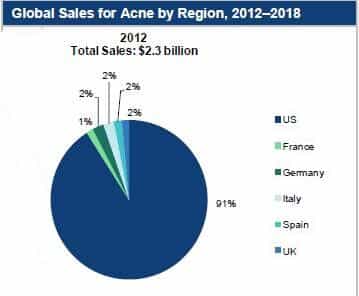 Global Sales for Acne by Region, 2012–2018
2012
Total Sales: $2.3 billion
2%
2%
2%
2%
1%
91%
US
France
Germany
Italy
Spain
UK